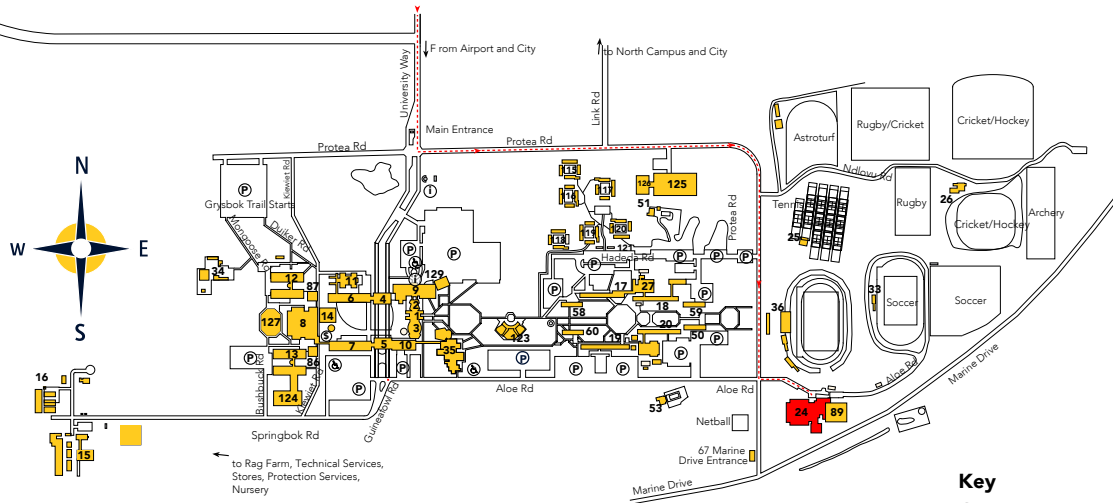 F from Airport and City
to North Campus and City
University Way
Link Rd
Main Entrance
Protea Rd
Protea Rd
Astroturf
Rugby/Cricket
Cricket/Hockey
Ndlovu Rd
N
W
E
S
Kiewiet Rd
P
Grysbok Trail Starts
Mongoose Rd
Duiker Rd
i
115
116
117
118
119
120
121
126
125
51
Protea Rd
Tennis
25
Rugby
26
Cricket/Hockey
Archery
Hadeda Rd
34
12
87
11
6
4
9
129
2
1
3
127
8
14
S
7
5
10
35
13
86
124
P
P
P
P
P
P
P
P
P
P
P
P
P
P
123
17
27
58
18
59
60
19
20
50
36
33
Soccer
Soccer
Bushbuck Rd
Kiewiet Rd
Guineafowl Rd
Aloe Rd
Aloe Rd
Aloe Rd
Marine Drive
16
15
Springbok Rd
53
Netball
24
89
67 Marine
Drive Entrance
to Rag Farm, Technical Services,
Stores, Protection Services,
Nursery
Marine Drive
Key